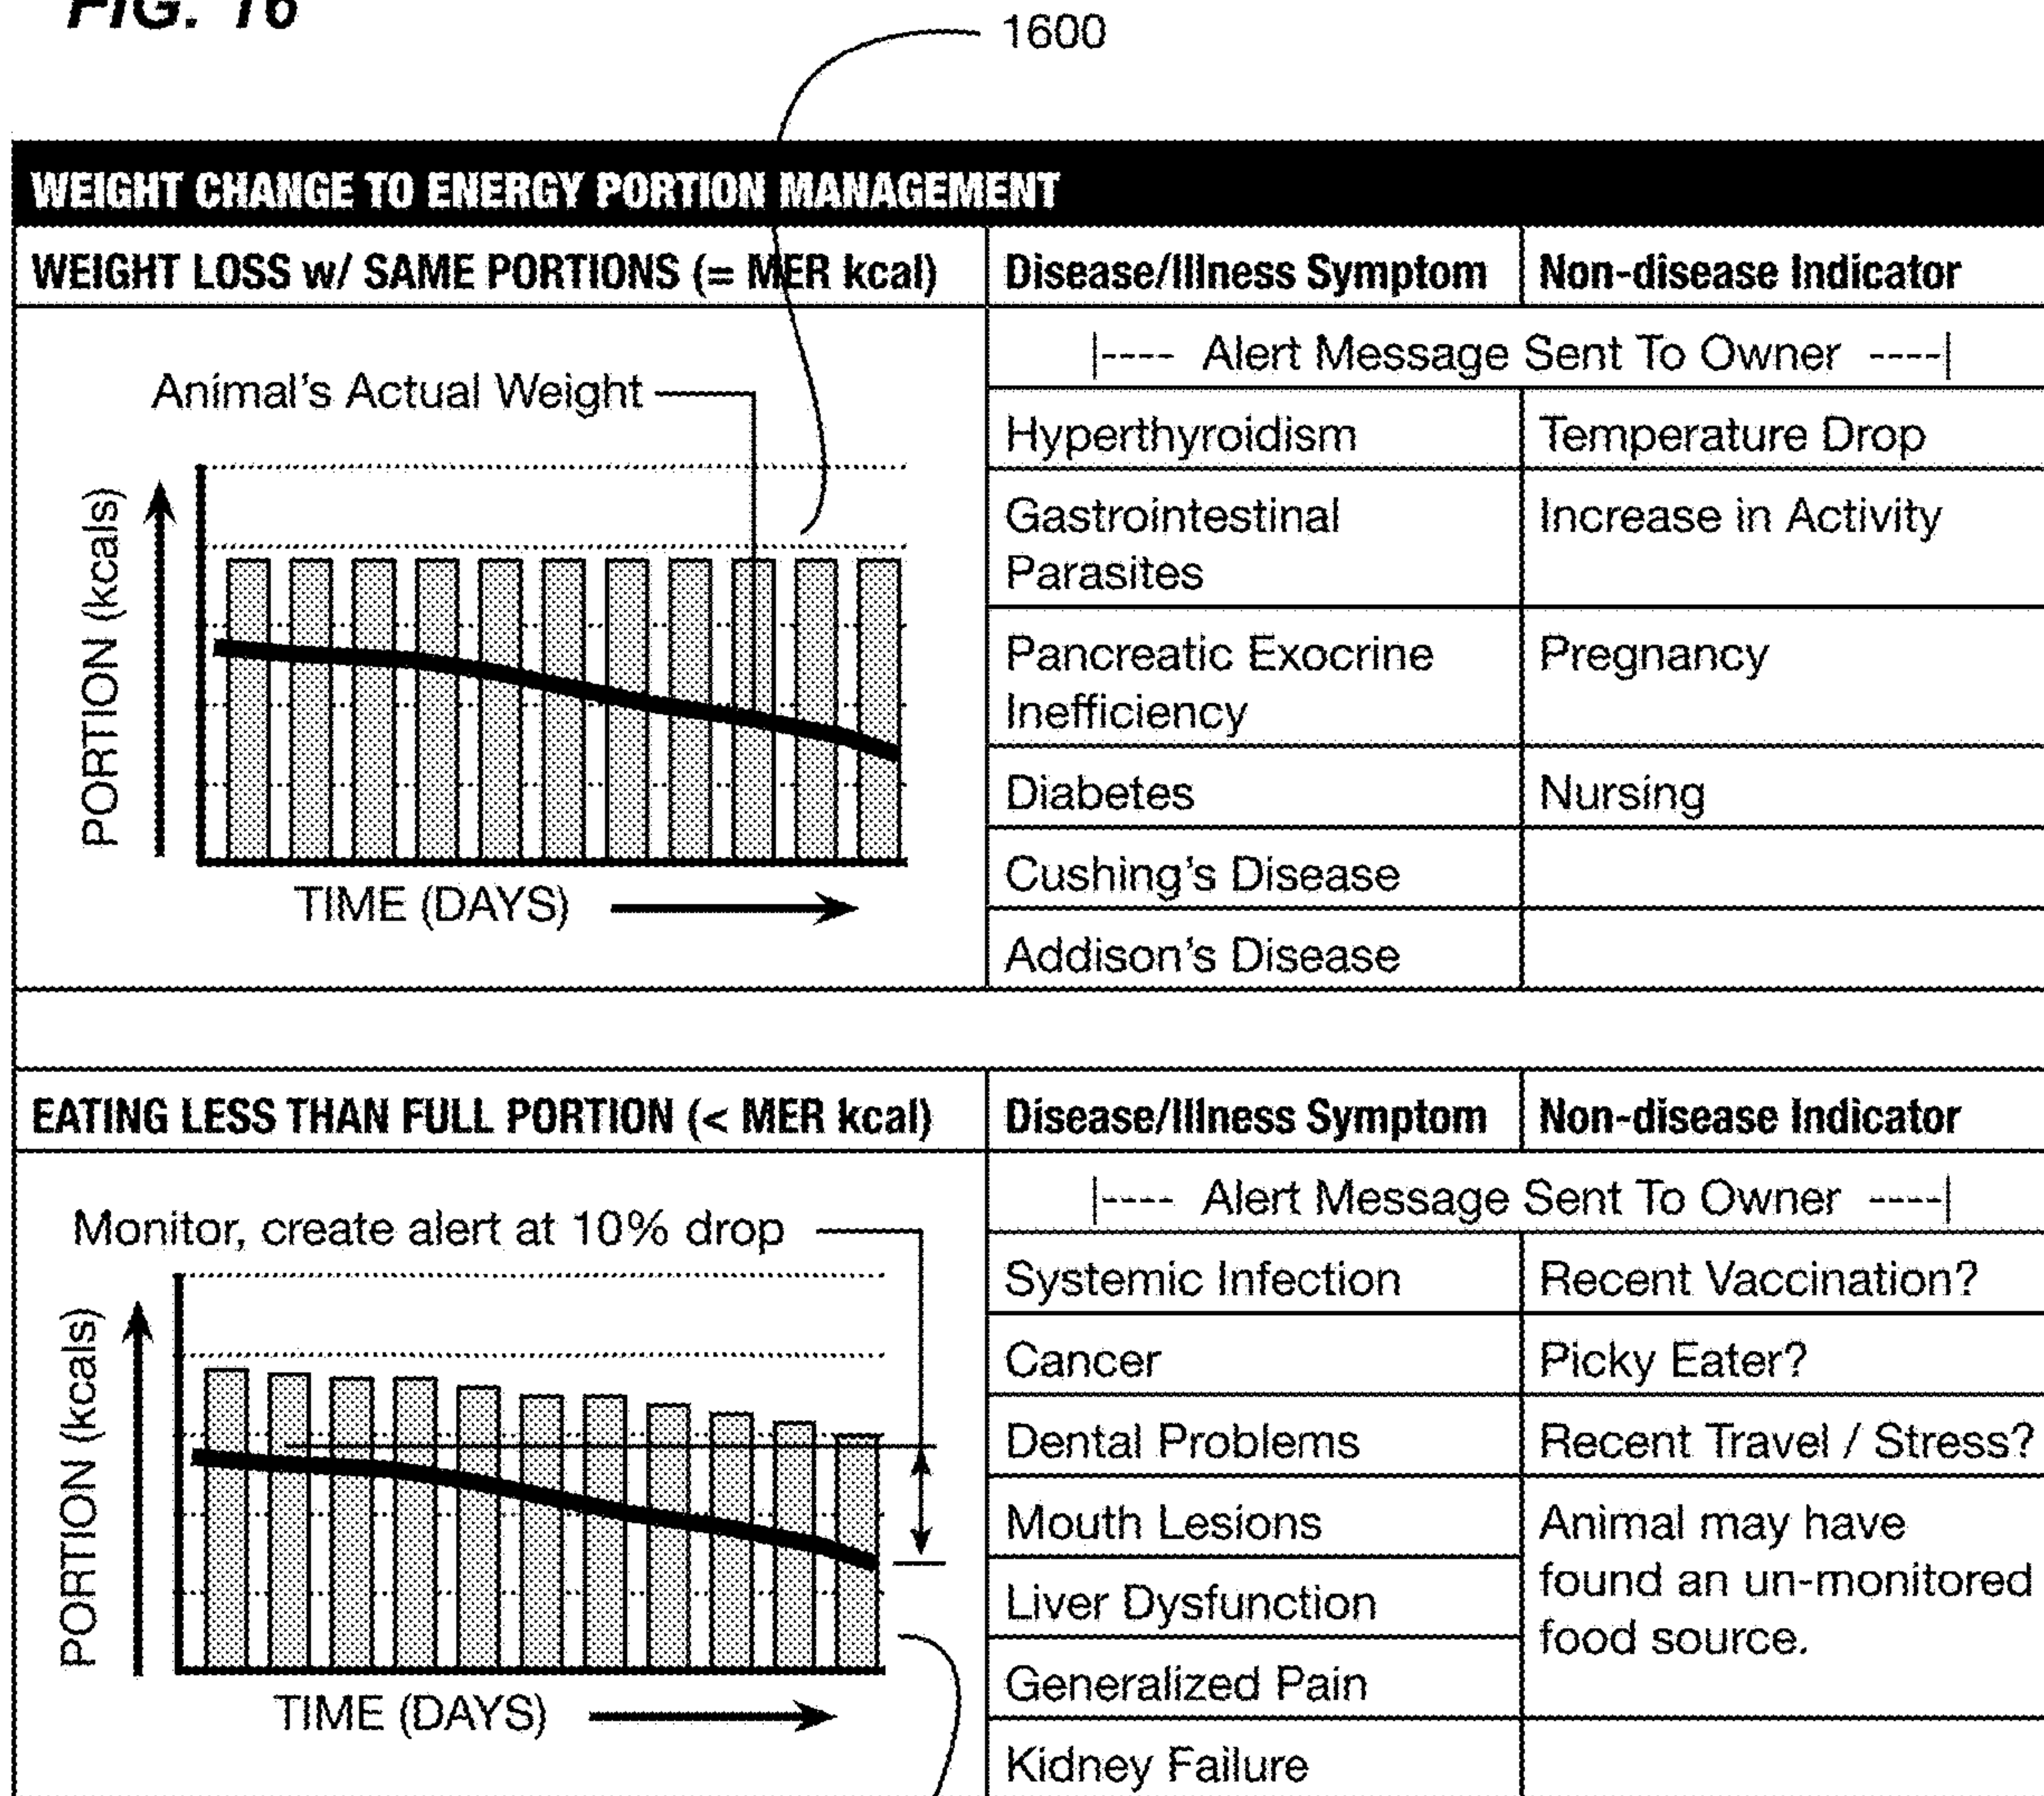 FIG. 16
1600
WEIGHT CHANGE TO ENERGY PORTION MANAGEMENT
WEIGHT LOSS w/ SAME PORTIONS (= MER kcal)
Disease/Illness Symptom
Non-disease Indicator
|---- Alert Message Sent To Owner ----|
Animal's Actual Weight
PORTION (kcals)
TIME (DAYS)
Hyperthyroidism
Temperature Drop
Gastrointestinal
Parasites
Increase in Activity
Pancreatic Exocrine
Inefficiency
Pregnancy
Diabetes
Nursing
Cushing's Disease
Addison's Disease
EATING LESS THAN FULL PORTION (< MER kcal)
Disease/Illness Symptom
Non-disease Indicator
|---- Alert Message Sent To Owner ----|
Monitor, create alert at 10% drop
PORTION (kcals)
TIME (DAYS)
Systemic Infection
Recent Vaccination?
Cancer
Picky Eater?
Dental Problems
Recent Travel / Stress?
Mouth Lesions
Animal may have
found an un-monitored
food source.
Liver Dysfunction
Generalized Pain
Kidney Failure